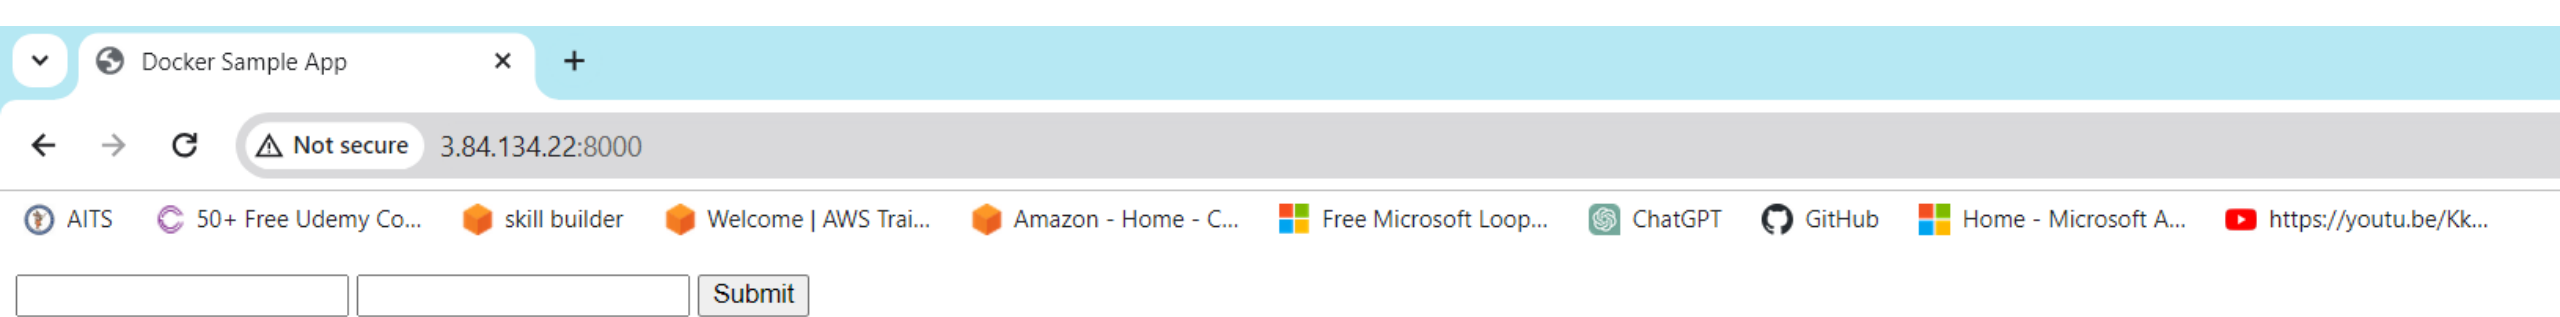 Docker Sample App
Not secure 3.84.134.22:8000
AITS 50+ Free Udemy Co... skill builder Welcome | AWS Trai... Amazon - Home - C... Free Microsoft Loop... ChatGPT GitHub Home - Microsoft A... https://youtu.be/Kk...
Submit